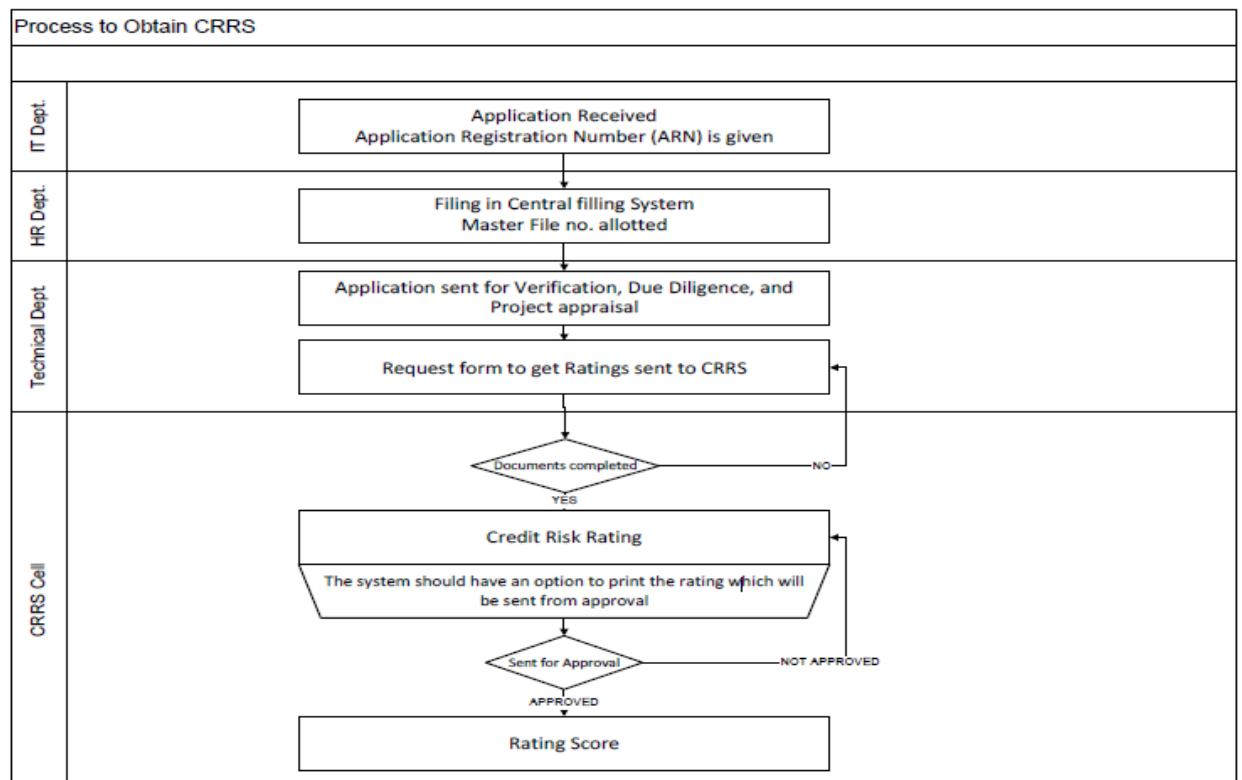 Process to Obtain CRRS
IT Dept.
Application Received
Application Registration Number (ARN) is given
HR Dept.
Filing in Central filling System
Master File no. allotted
Technical Dept
Application sent for Verification, Due Diligence, and
Project appraisal
Request form to get Ratings sent to CRRS
CRRS Cell
Documents completed
NO
YES
Credit Risk Rating
The system should have an option to print the rating which will
be sent from approval
Sent for Approval
NOT APPROVED
APPROVED
Rating Score